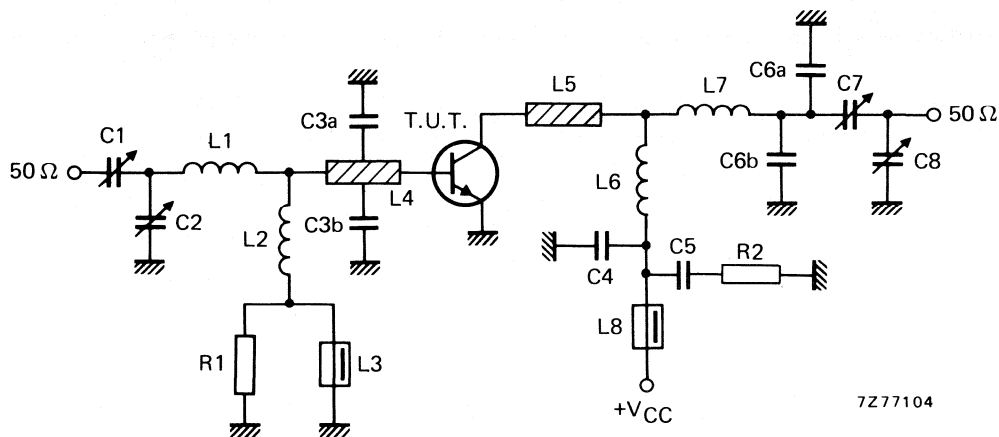 C6a
L7
C7
L5
50 Ω
C3a
T.U.T.
C1
L1
50 Ω
C6b
C8
L6
L4
C2
C3b
L2
C5
R2
C4
L8
R1
L3
+VCC
7Z77104